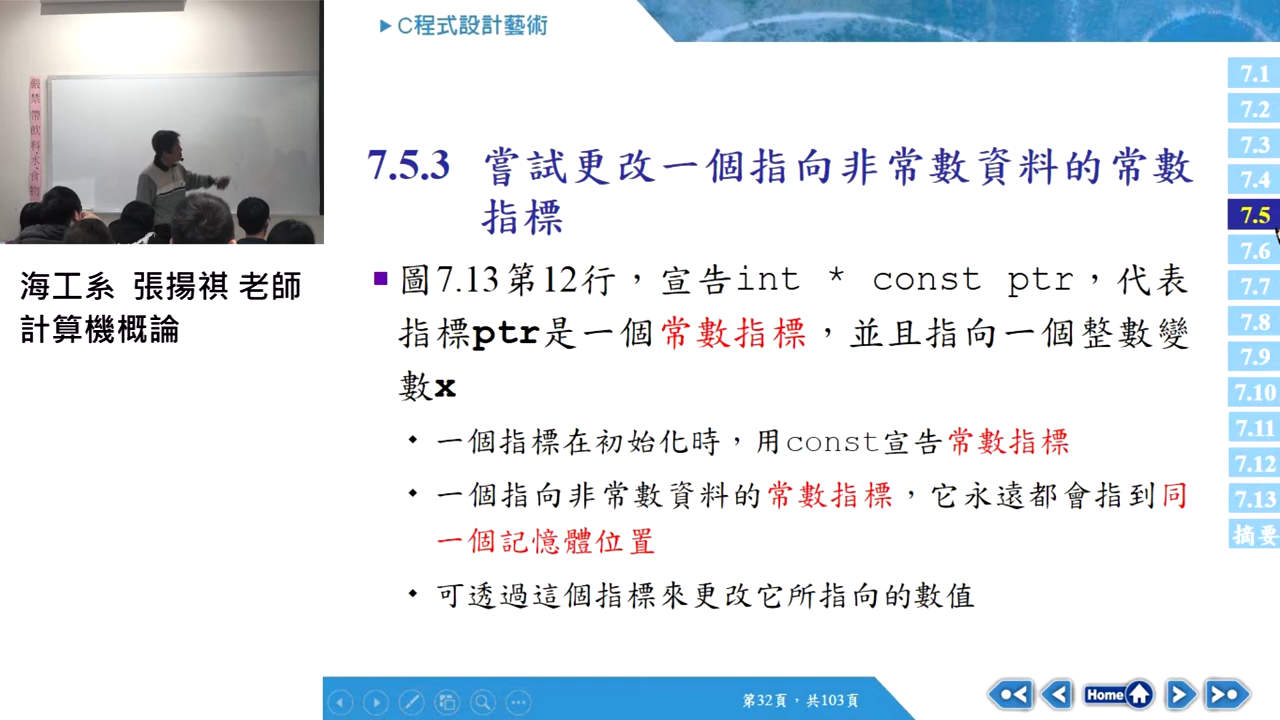 C程式設計藝術
嚴禁帶飲料、水、食物
海工系 張揚祺 老師
計算機概論
7.5.3 嘗試更改一個指向非常數資料的常數
指標
圖7.13第12行，宣告int * const ptr，代表
指標ptr是一個常數指標，並且指向一個整數變
數x
一個指標在初始化時，用const宣告常數指標
一個指向非常數資料的常數指標，它永遠都會指到同
一個記憶體位置
可透過這個指標來更改它所指向的數值
7.1
7.2
7.3
7.4
7.5
7.6
7.7
7.8
7.9
7.10
7.11
7.12
7.13
摘要
第32頁，共103頁
Home